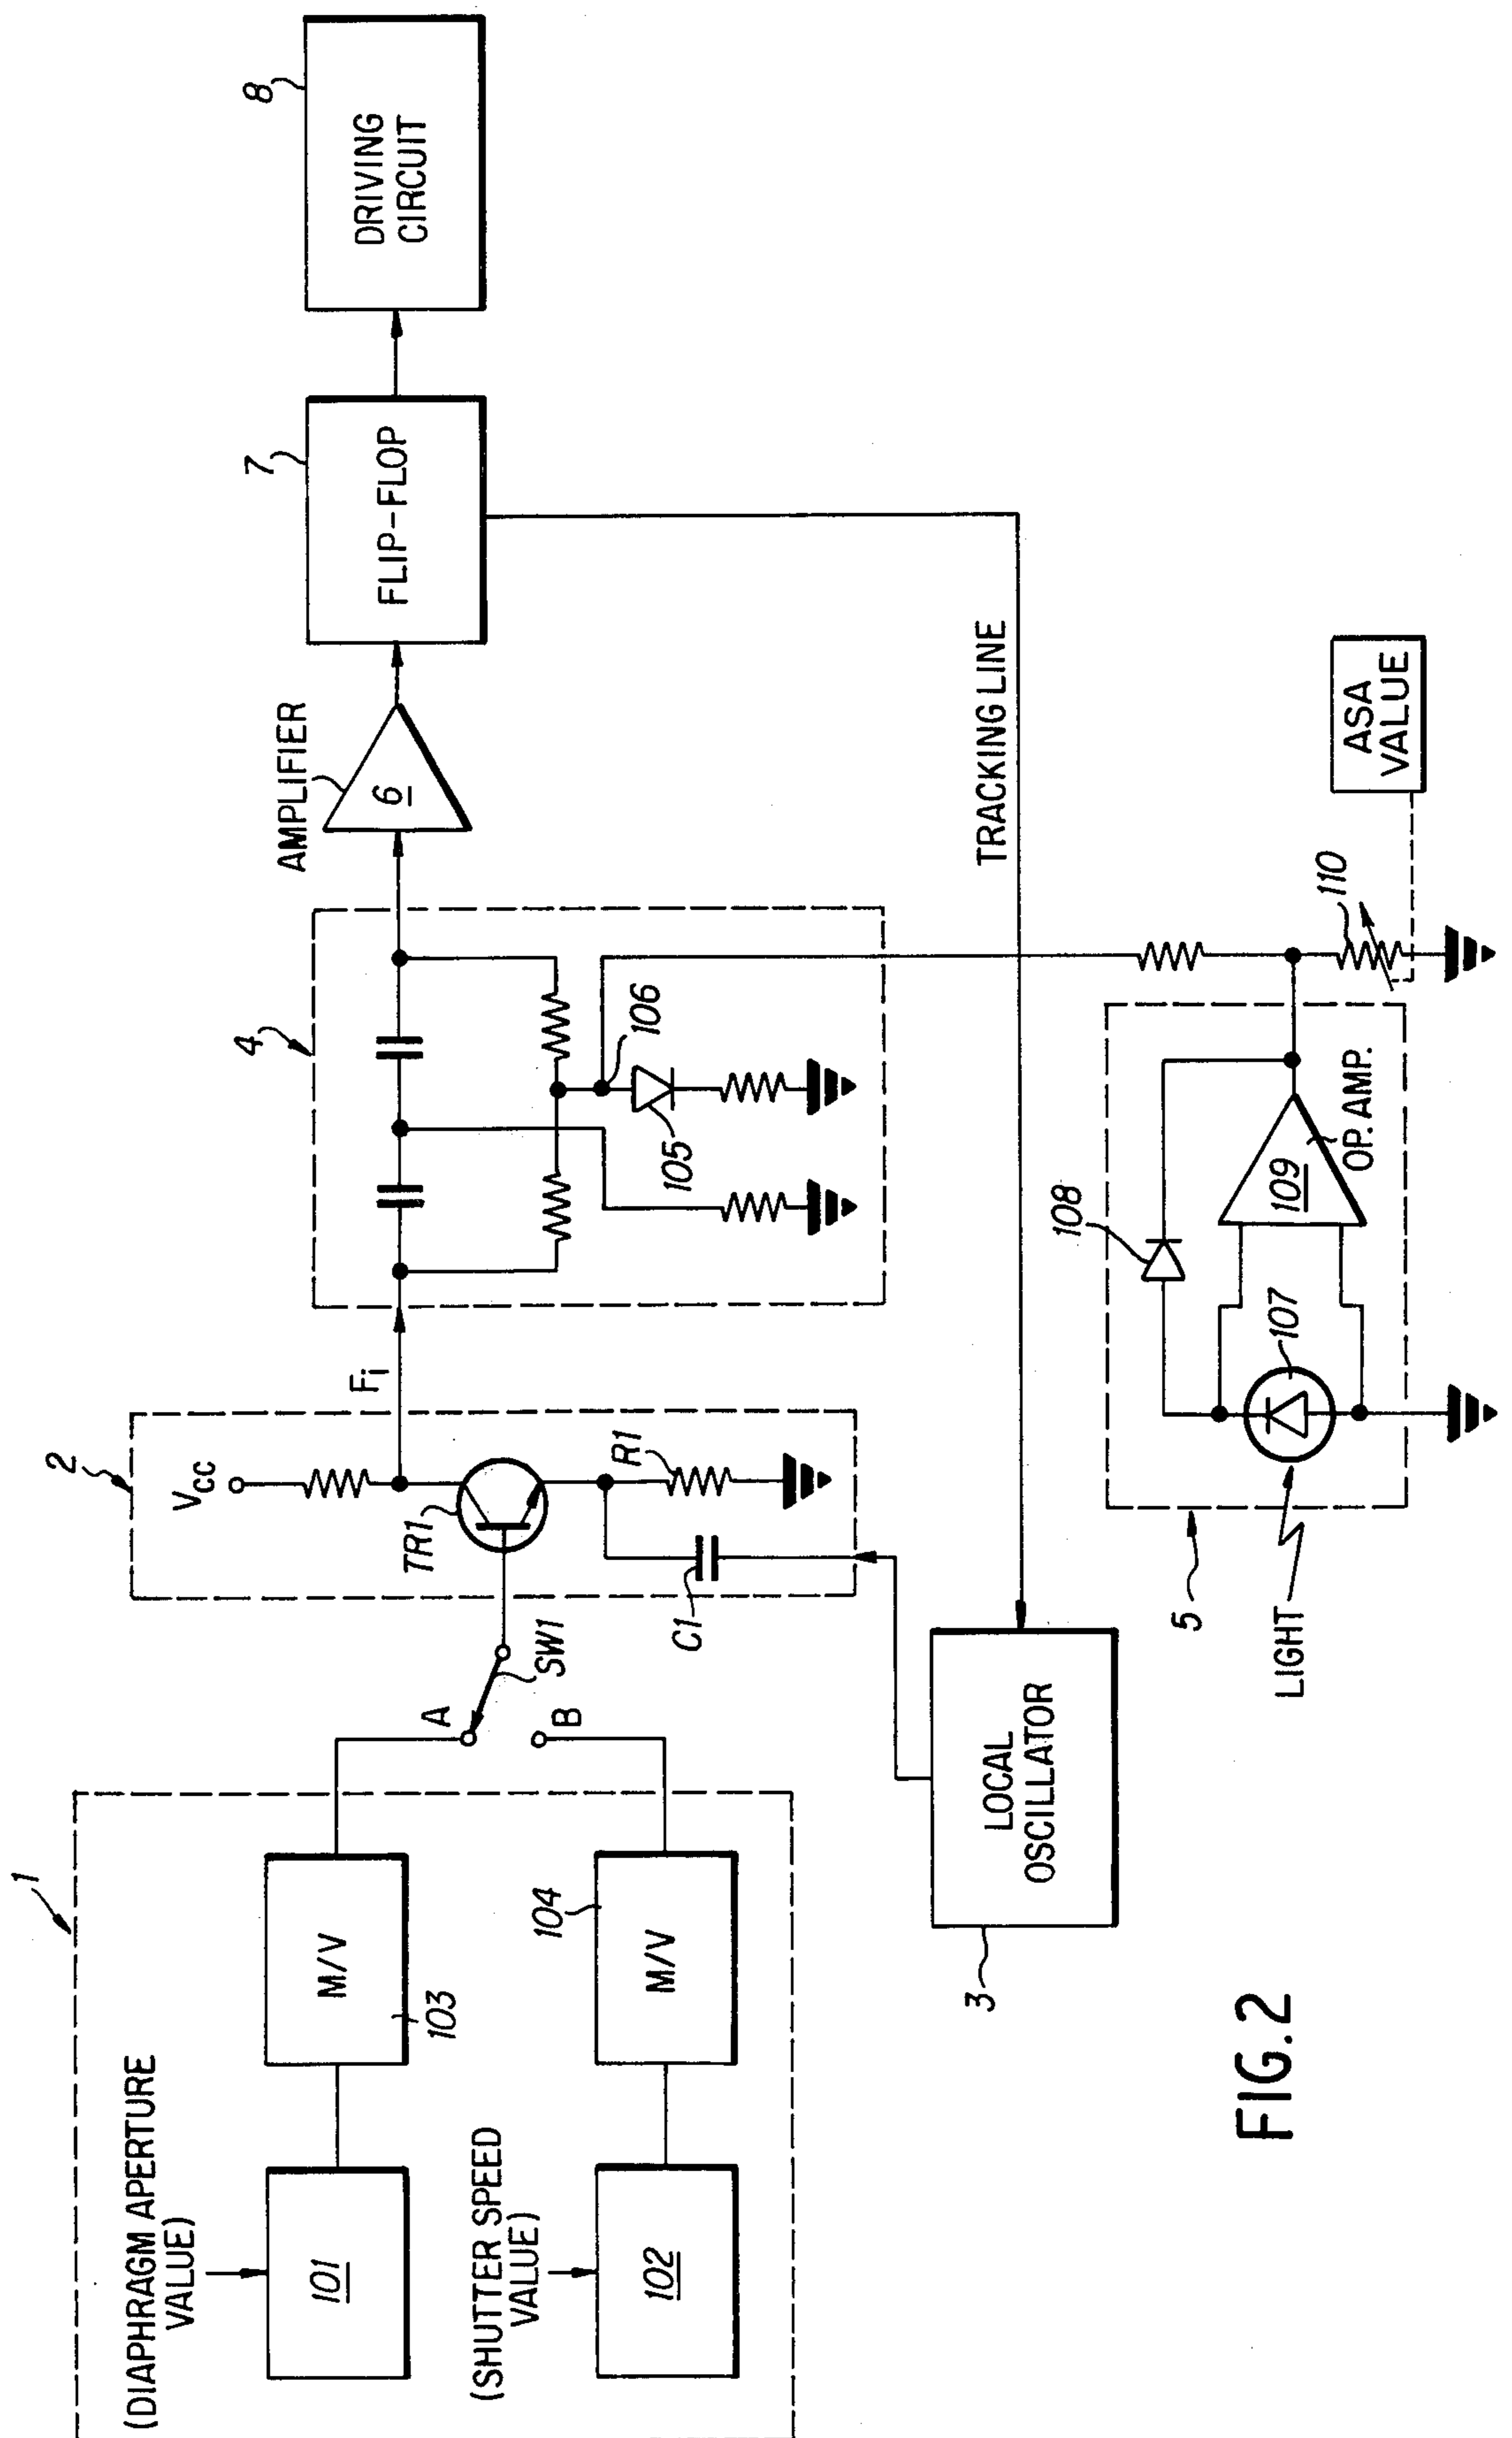 1
(DIAPHRAGM APERTURE
VALUE)
101
M/V
103
(SHUTTER SPEED
VALUE)
102
M/V
104
A
B
SW1
2
VCC
TR1
R1
C1
Fi
3
LOCAL
OSCILLATOR
4
105
106
AMPLIFIER
6
7
FLIP-FLOP
8
DRIVING
CIRCUIT
TRACKING LINE
5
LIGHT
107
108
109
OP. AMP.
110
ASA
VALUE
FIG.2